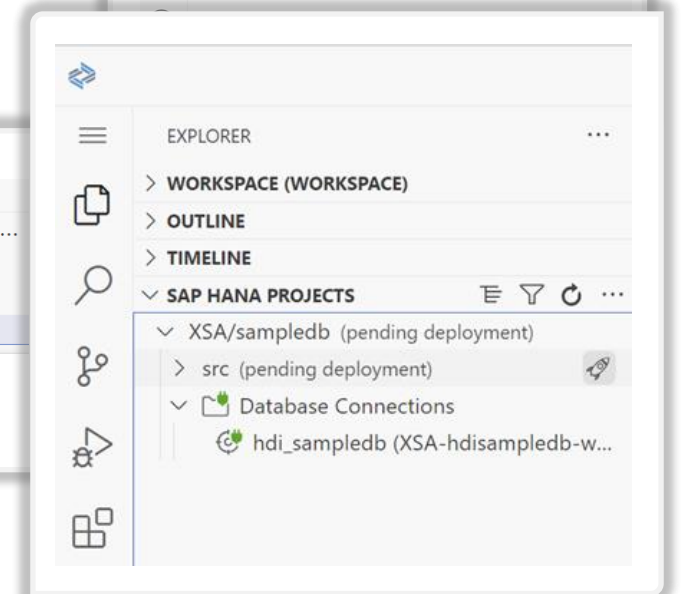 EXPLORER ...
WORKSPACE (WORKSPACE)
OUTLINE
TIMELINE
SAP HANA PROJECTS ...
XSA/sampledb (pending deployment)
src (pending deployment)
Database Connections
hdi_sampledb (XSA-hdisampledb-w...
...